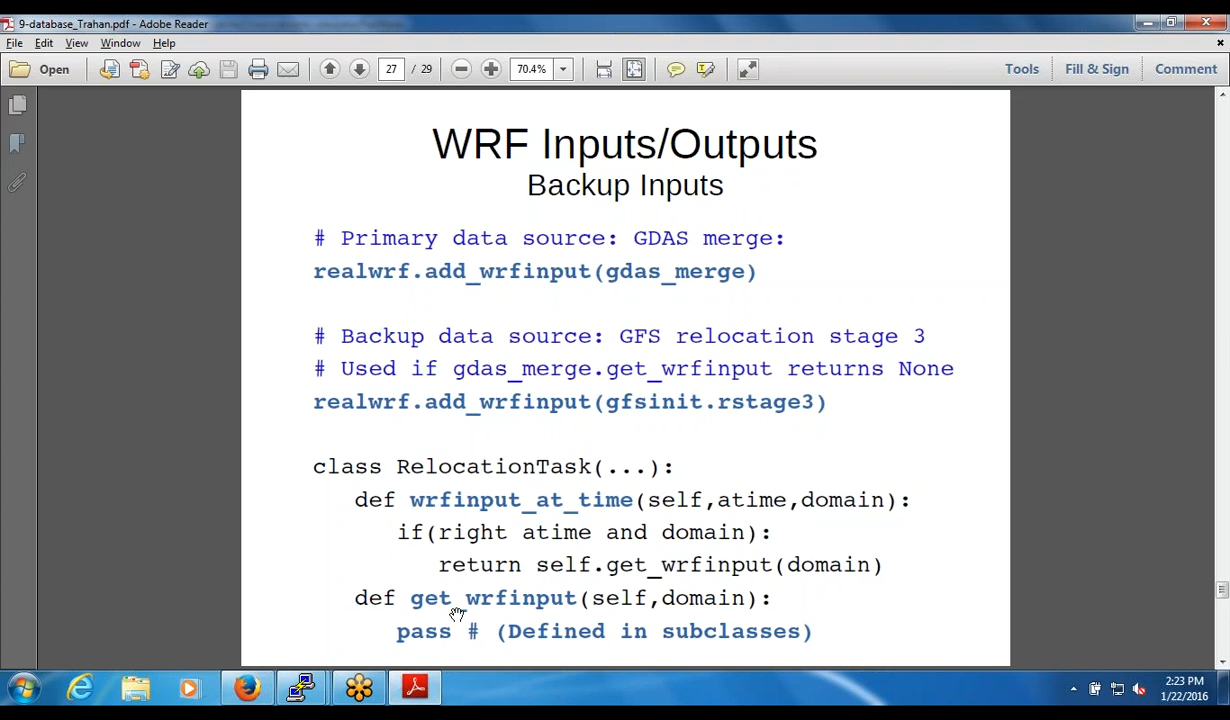 9-database_Trahan.pdf - Adobe Reader
File Edit View Window Help
Open 27 / 29 70.4% Tools Fill & Sign Comment
WRF Inputs/Outputs
Backup Inputs
# Primary data source: GDAS merge:
realwrf.add_wrfinput(gdas_merge)
# Backup data source: GFS relocation stage 3
# Used if gdas_merge.get_wrfinput returns None
realwrf.add_wrfinput(gfsinit.rstage3)
class RelocationTask(...):
def wrfinput_at_time(self,atime,domain):
if(right atime and domain):
return self.get_wrfinput(domain)
def get_wrfinput(self,domain):
pass # (Defined in subclasses)
2:23 PM
1/22/2016